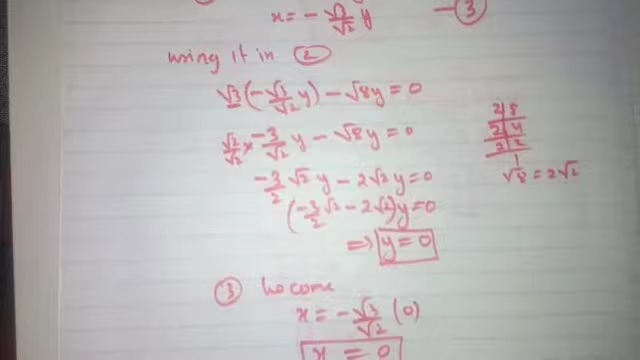 x = -√3/√2 y — ③
using it in ②
√3(-√3/√2 y) - √8y = 0
√2/√2 × -3/√2 y - √8y = 0
-3/2 √2 y - 2√2 y = 0
(-3/2 √2 - 2√2)y = 0
⇒ y = 0
2 | 8
2 | 4
2 | 2
1
√8 = 2√2
③ become
x = -√3/√2 (0)
x = 0